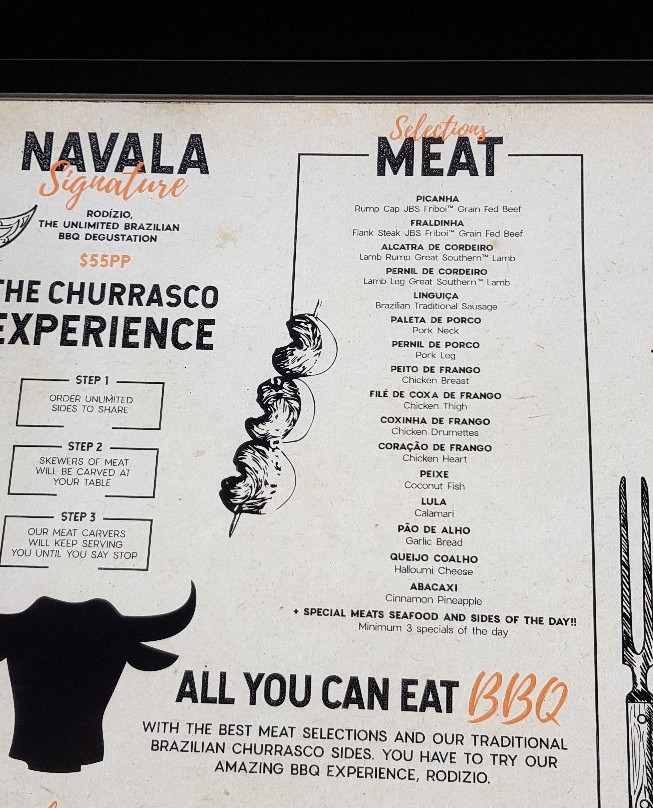 NAVALA
Signature
RODÍZIO,
THE UNLIMITED BRAZILIAN
BBQ DEGUSTATION
$55PP
THE CHURRASCO
EXPERIENCE
STEP 1
ORDER UNLIMITED
SIDES TO SHARE
STEP 2
SKEWERS OF MEAT
WILL BE CARVED AT
YOUR TABLE
STEP 3
OUR MEAT CARVERS
WILL KEEP SERVING
YOU UNTIL YOU SAY STOP
Selections
MEAT
PICANHA
Rump Cap JBS Friboi™ Grain Fed Beef
FRALDINHA
Flank Steak JBS Friboi™ Grain Fed Beef
ALCATRA DE CORDEIRO
Lamb Rump Great Southern™ Lamb
PERNIL DE CORDEIRO
Lamb Leg Great Southern™ Lamb
LINGUIÇA
Brazilian Traditional Sausage
PALETA DE PORCO
Pork Neck
PERNIL DE PORCO
Pork Leg
PEITO DE FRANGO
Chicken Breast
FILÉ DE COXA DE FRANGO
Chicken Thigh
COXINHA DE FRANGO
Chicken Drumettes
CORAÇÃO DE FRANGO
Chicken Heart
PEIXE
Coconut Fish
LULA
Calamari
PÃO DE ALHO
Garlic Bread
QUEIJO COALHO
Halloumi Cheese
ABACAXI
Cinnamon Pineapple
+ SPECIAL MEATS SEAFOOD AND SIDES OF THE DAY!!
Minimum 3 specials of the day
ALL YOU CAN EAT BBQ
WITH THE BEST MEAT SELECTIONS AND OUR TRADITIONAL
BRAZILIAN CHURRASCO SIDES. YOU HAVE TO TRY OUR
AMAZING BBQ EXPERIENCE, RODIZIO.